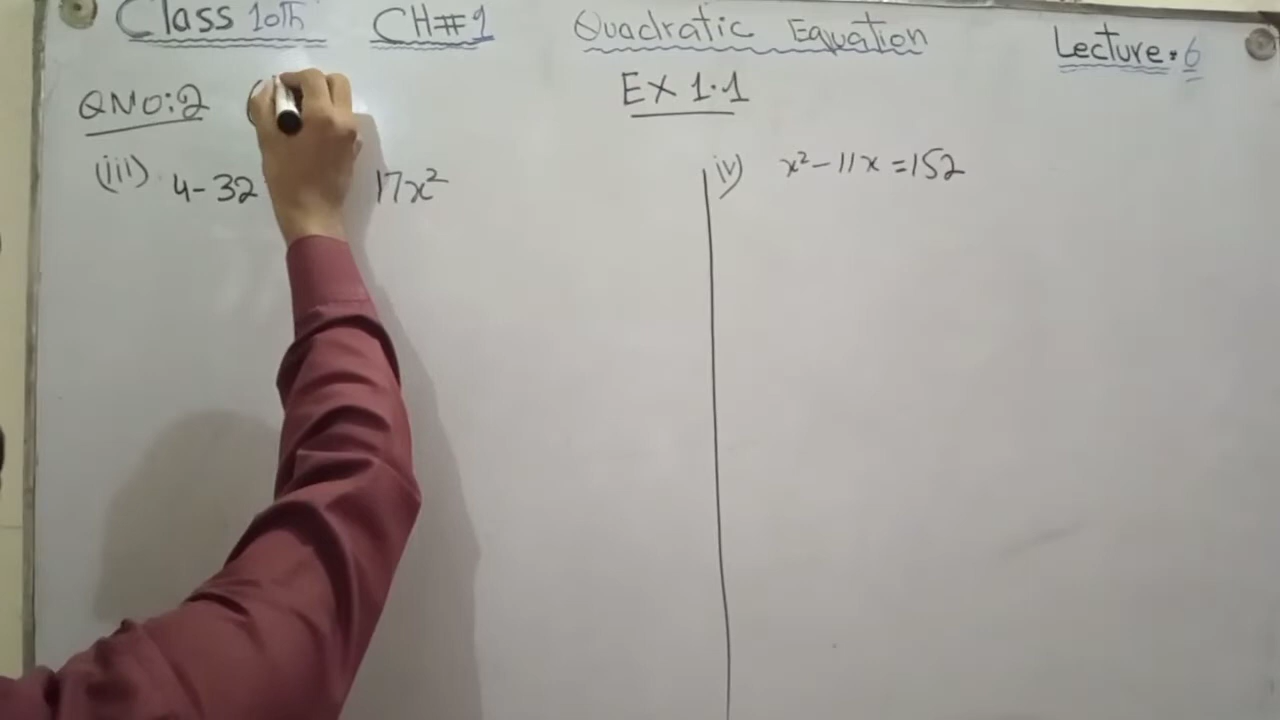 Class 10th CH#1 Quadratic Equation Lecture.6
QNO:2 (
EX 1.1
(iii) 4-32 17x²
iv) x²-11x=152